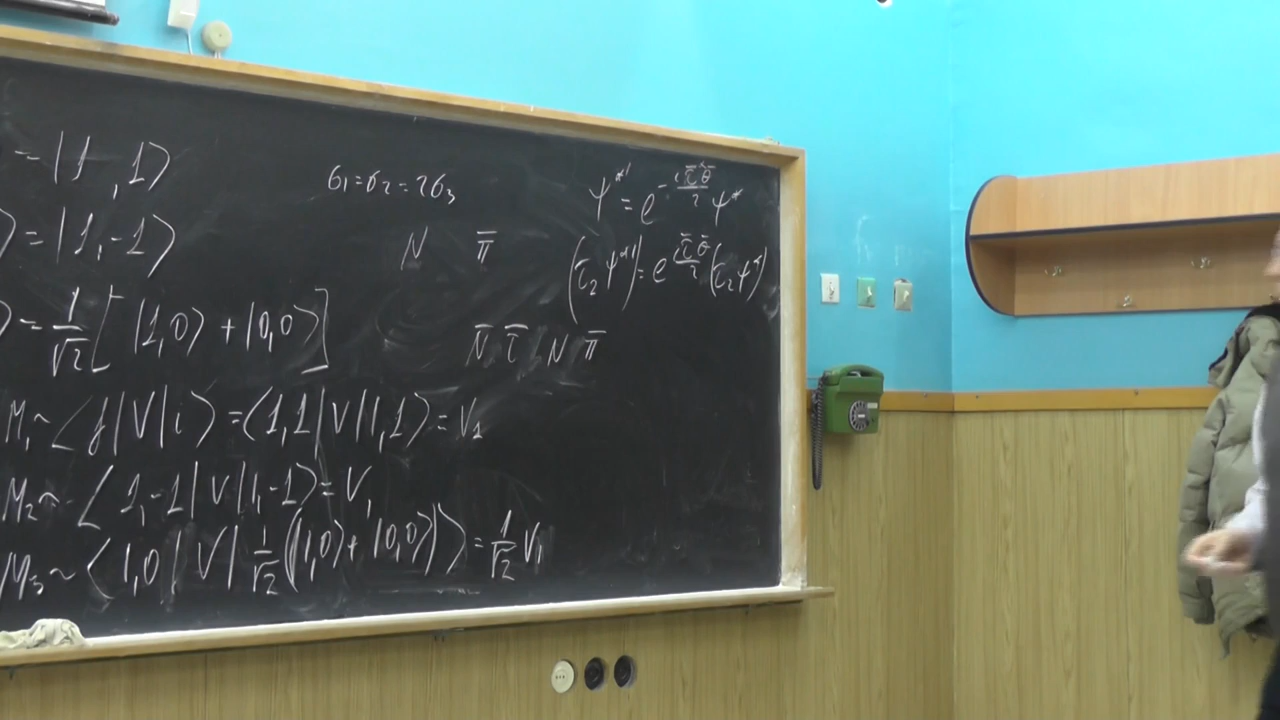 =|1 , 1⟩
⟩=|1,-1⟩
⟩=1/√2[ |1,0⟩ +|0,0⟩]
M₁~⟨f|V|i⟩=⟨1,1|V|1,1⟩=V₁
M₂~⟨1,-1|V|1,-1⟩=V₁
M₃~⟨1,0|V|1/√2(|1,0⟩+|0,0⟩)⟩=1/√2 V₁
σ₁=σ₂=2σ₃
N π̄
N̄ τ̄ N π̄
ψ*'=e^(-iτ̄*θ̄/2)ψ*
(τ₂ψ*')=e^(iτ̄θ̄/2)(τ₂ψ*)